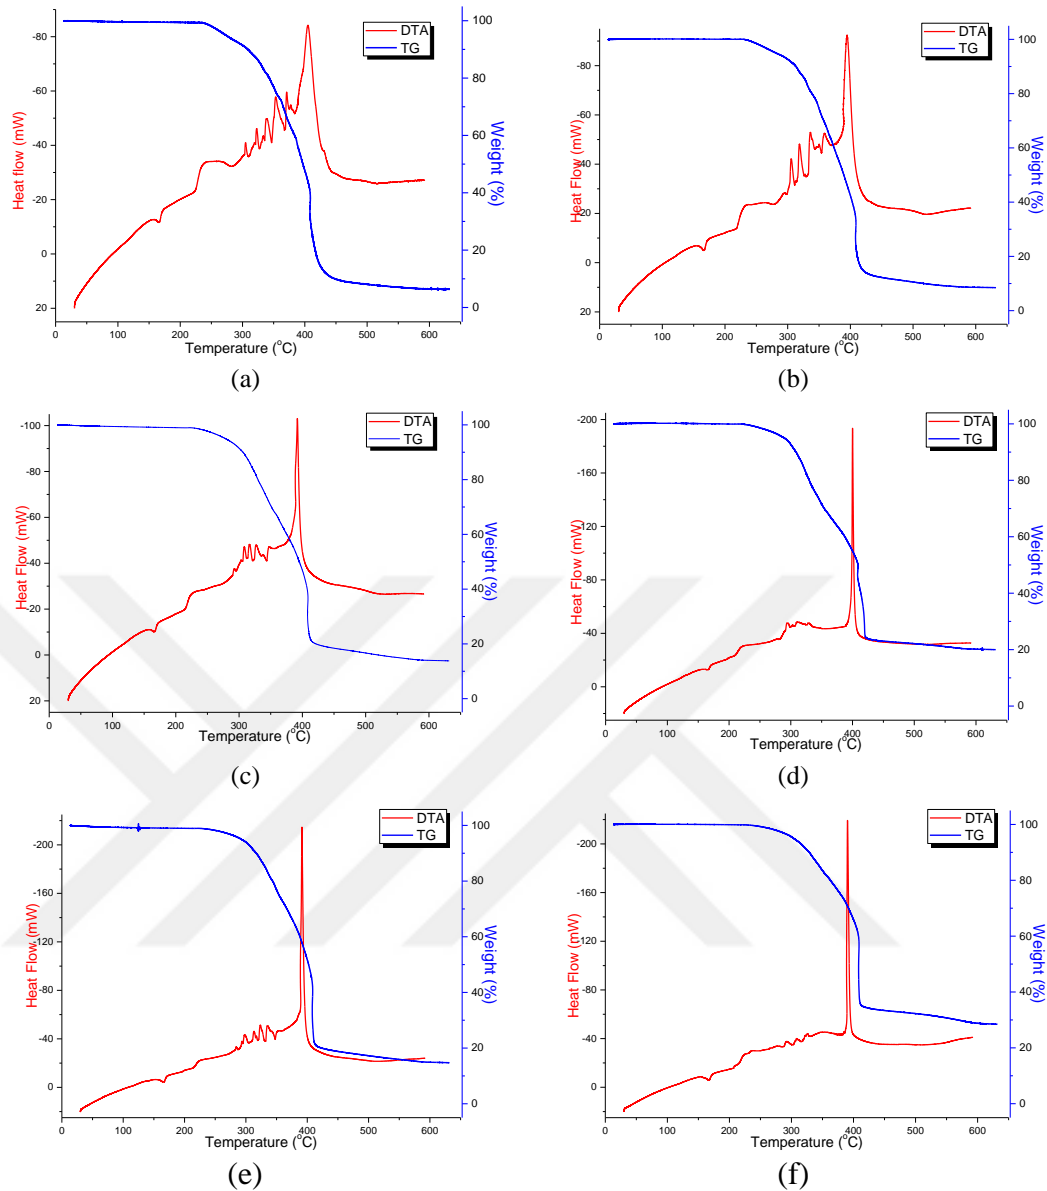 DTA
TG
-80
-60
-40
-20
0
20
Heat flow (mW)
100
80
60
40
20
0
Weight (%)
0 100 200 300 400 500 600
Temperature (°C)
(a)
DTA
TG
-80
-60
-40
-20
0
20
Heat Flow (mW)
100
80
60
40
20
0
Weight (%)
0 100 200 300 400 500 600
Temperature (°C)
(b)
DTA
TG
-100
-80
-60
-40
-20
0
20
Heat Flow (mW)
100
80
60
40
20
0
Weight (%)
0 100 200 300 400 500 600
Temperature (°C)
(c)
DTA
TG
-200
-160
-120
-80
-40
0
Heat Flow (mW)
100
80
60
40
20
0
Weight (%)
0 100 200 300 400 500 600
Temperature (°C)
(d)
DTA
TG
-200
-160
-120
-80
-40
0
Heat Flow (mW)
100
80
60
40
20
0
Weight (%)
0 100 200 300 400 500 600
Temperature (°C)
(e)
DTA
TG
-200
-160
-120
-80
-40
0
Heat Flow (mW)
100
80
60
40
20
0
Weight (%)
0 100 200 300 400 500 600
Temperature (°C)
(f)